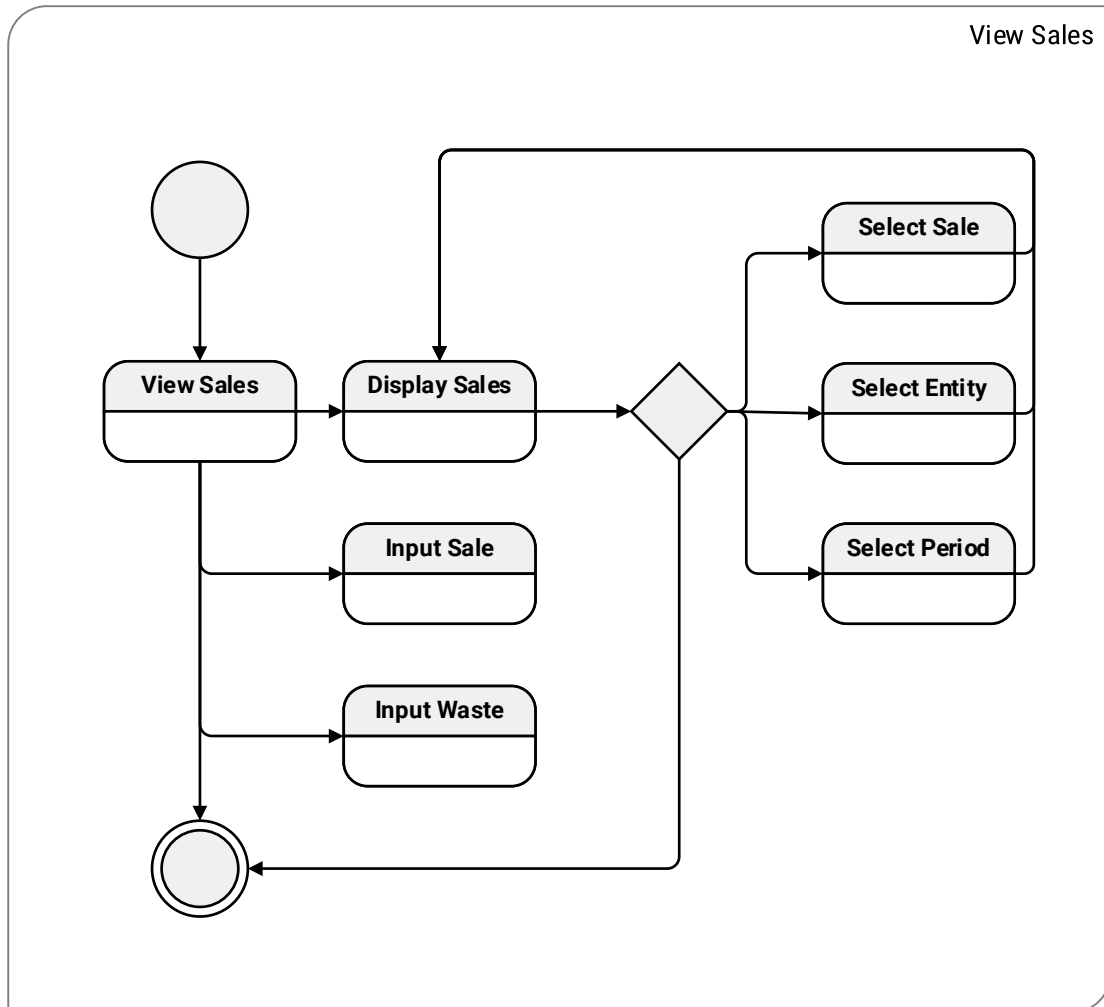 View Sales
Select Sale
View Sales
Display Sales
Select Entity
Input Sale
Select Period
Input Waste